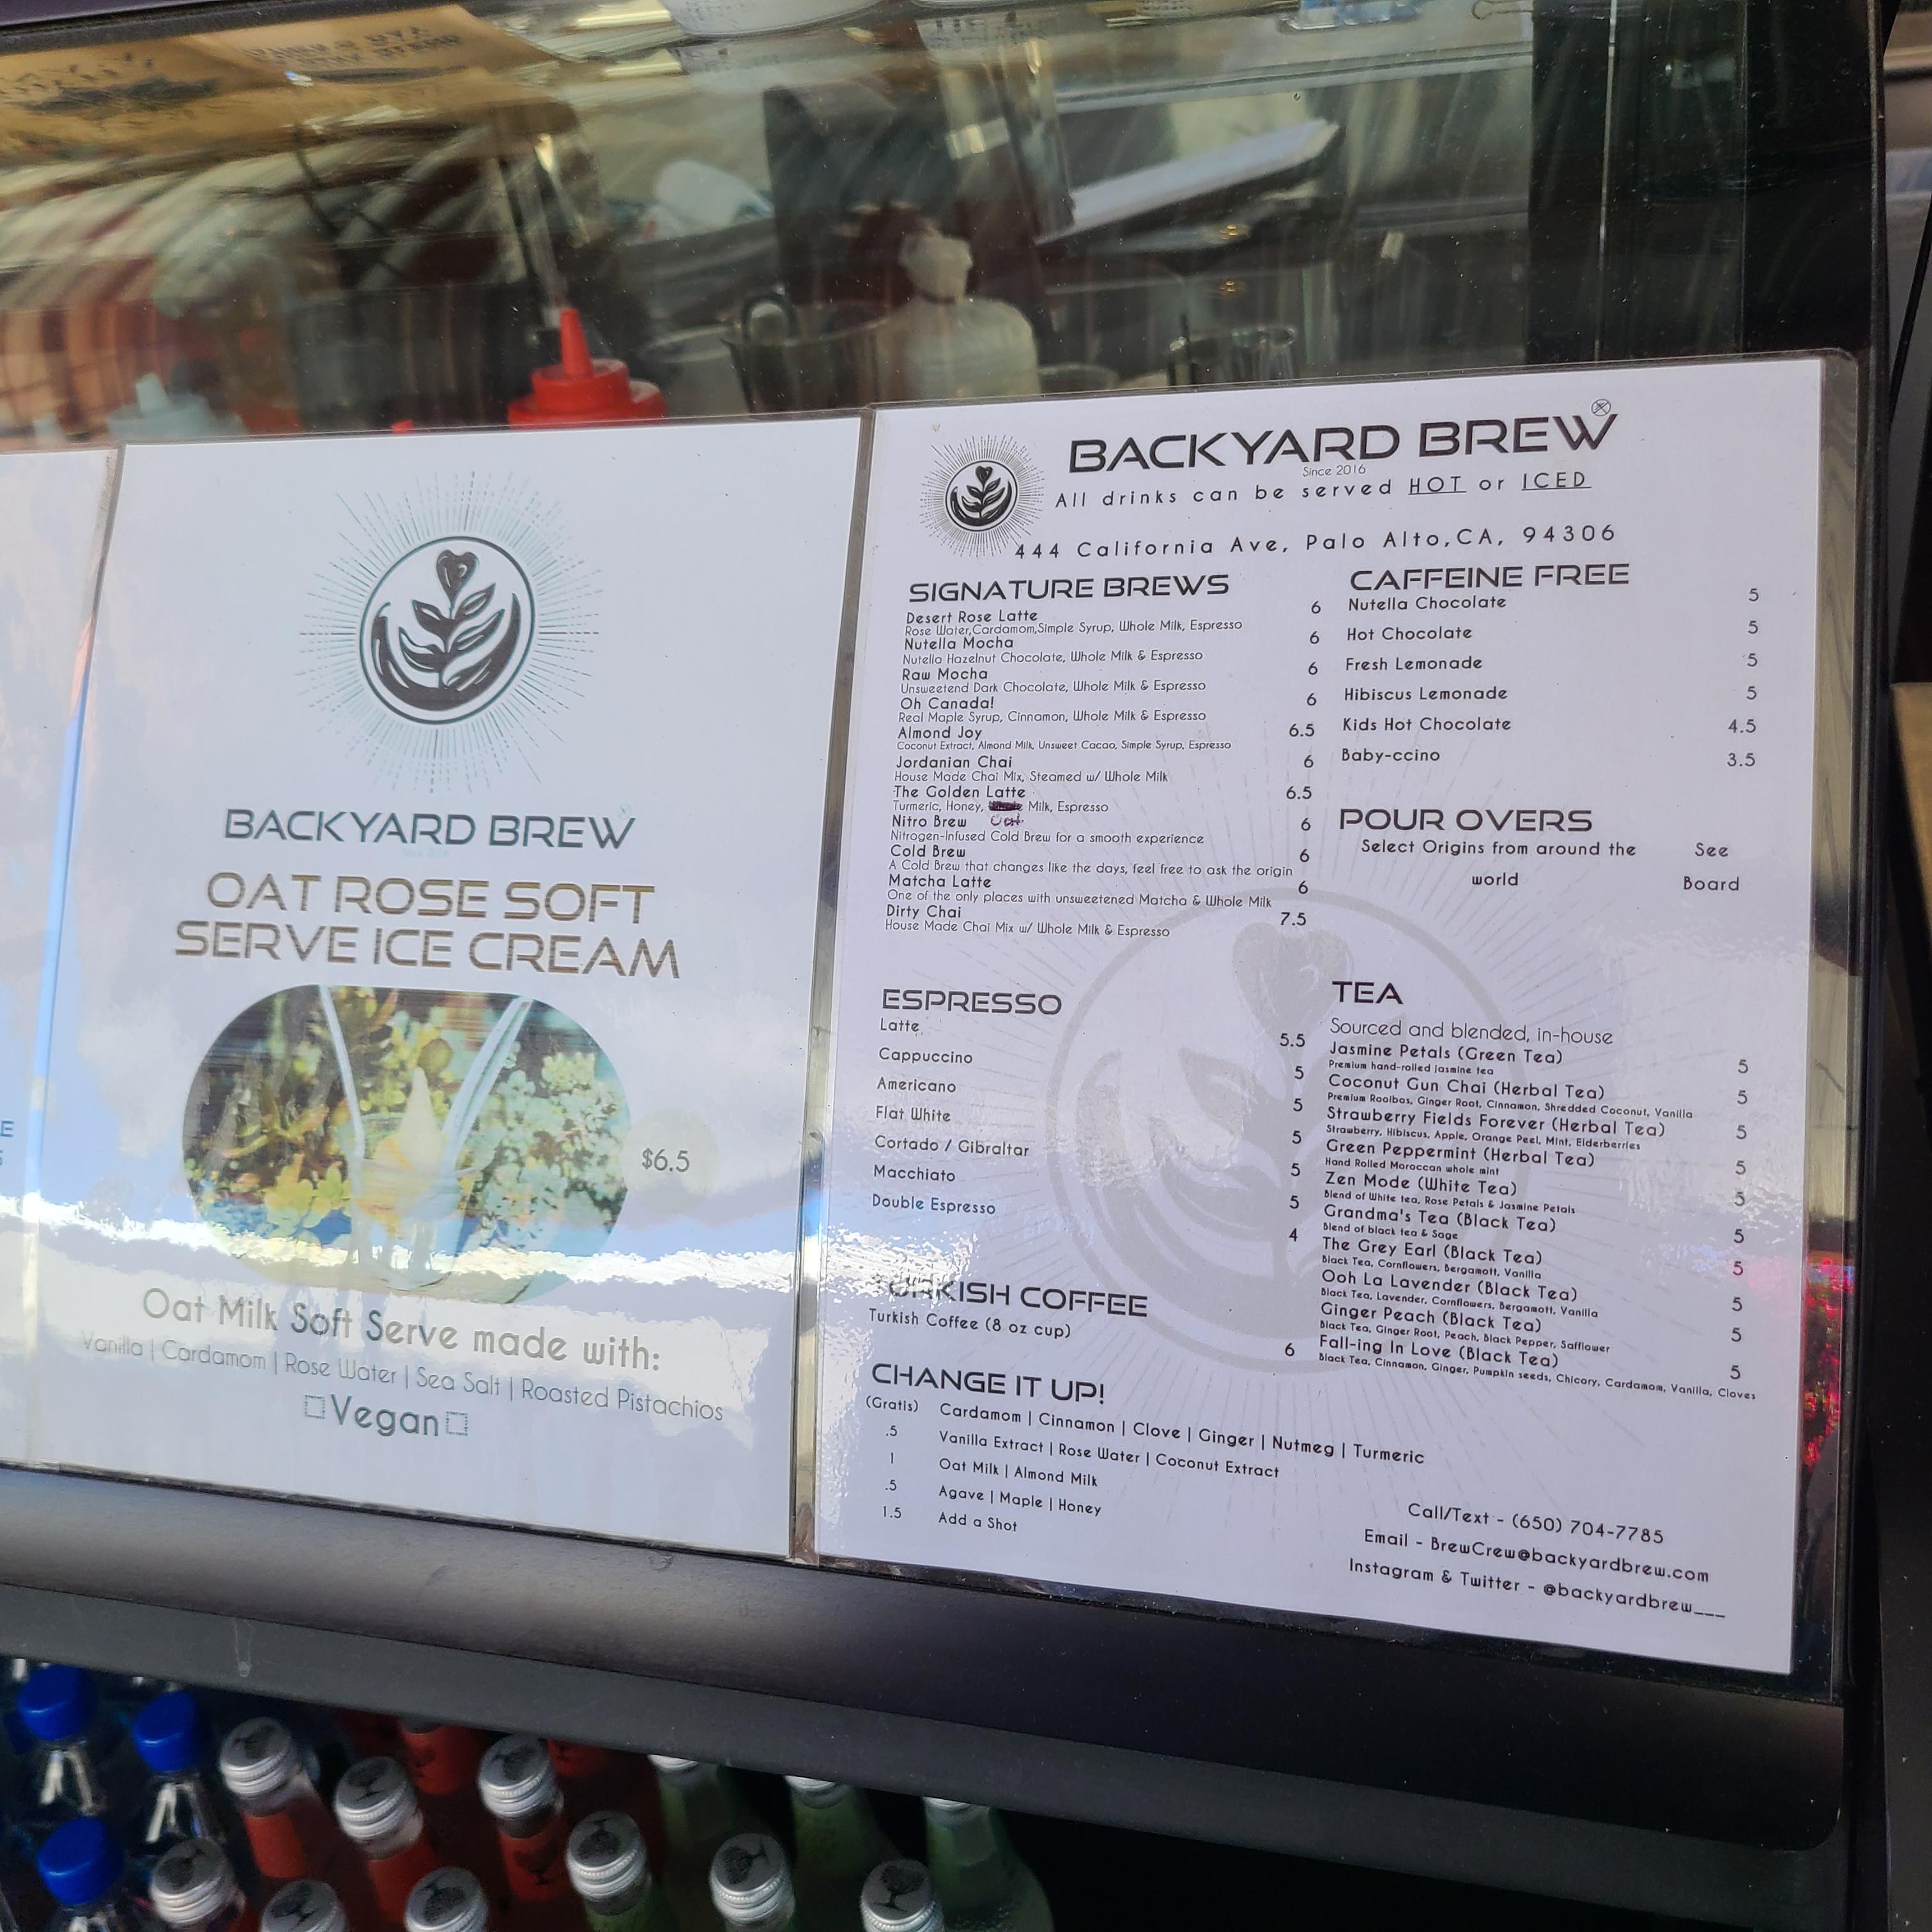 E
S
BACKYARD BREW
OAT ROSE SOFT
SERVE ICE CREAM
$6.5
Oat Milk Soft Serve made with:
Vanilla | Cardamom | Rose Water | Sea Salt | Roasted Pistachios
Vegan
BACKYARD BREW
Since 2016
All drinks can be served HOT or ICED
444 California Ave, Palo Alto,CA, 94306
SIGNATURE BREWS
Desert Rose Latte 6
Rose Water,Cardamom,Simple Syrup, Whole Milk, Espresso
Nutella Mocha 6
Nutella Hazelnut Chocolate, Whole Milk & Espresso
Raw Mocha 6
Unsweetend Dark Chocolate, Whole Milk & Espresso
Oh Canada! 6
Real Maple Syrup, Cinnamon, Whole Milk & Espresso
Almond Joy 6.5
Coconut Extract, Almond Milk, Unsweet Cacao, Simple Syrup, Espresso
Jordanian Chai 6
House Made Chai Mix, Steamed w/ Whole Milk
The Golden Latte 6.5
Turmeric, Honey, Milk, Espresso
Oat
Nitro Brew 6
Nitrogen-infused Cold Brew for a smooth experience
Cold Brew 6
A Cold Brew that changes like the days, feel free to ask the origin
Matcha Latte 6
One of the only places with unsweetened Matcha & Whole Milk
Dirty Chai 7.5
House Made Chai Mix w/ Whole Milk & Espresso
ESPRESSO
Latte 5.5
Cappuccino 5
Americano 5
Flat White 5
Cortado / Gibraltar 5
Macchiato 5
Double Espresso 4
TURKISH COFFEE
Turkish Coffee (8 oz cup) 6
CHANGE IT UP!
(Gratis) Cardamom | Cinnamon | Clove | Ginger | Nutmeg | Turmeric
.5 Vanilla Extract | Rose Water | Coconut Extract
1 Oat Milk | Almond Milk
.5 Agave | Maple | Honey
1.5 Add a Shot
CAFFEINE FREE
Nutella Chocolate 5
Hot Chocolate 5
Fresh Lemonade 5
Hibiscus Lemonade 5
Kids Hot Chocolate 4.5
Baby-ccino 3.5
POUR OVERS
Select Origins from around the See
world Board
TEA
Sourced and blended, in-house
Jasmine Petals (Green Tea) 5
Premium hand-rolled jasmine tea
Coconut Gun Chai (Herbal Tea) 5
Premium Rooibos, Ginger Root, Cinnamon, Shredded Coconut, Vanilla
Strawberry Fields Forever (Herbal Tea) 5
Strawberry, Hibiscus, Apple, Orange Peel, Mint, Elderberries
Green Peppermint (Herbal Tea) 5
Hand Rolled Moroccan whole mint
Zen Mode (White Tea) 5
Blend of White tea, Rose Petals & Jasmine Petals
Grandma's Tea (Black Tea) 5
Blend of black tea & Sage
The Grey Earl (Black Tea) 5
Black Tea, Cornflowers, Bergamott, Vanilla
Ooh La Lavender (Black Tea) 5
Black Tea, Lavender, Cornflowers, Bergamott, Vanilla
Ginger Peach (Black Tea) 5
Black Tea, Ginger Root, Peach, Black Pepper, Safflower
Fall-ing In Love (Black Tea) 5
Black Tea, Cinnamon, Ginger, Pumpkin seeds, Chicory, Cardamom, Vanilla, Cloves
Call/Text - (650) 704-7785
Email - BrewCrew@backyardbrew.com
Instagram & Twitter - @backyardbrew___